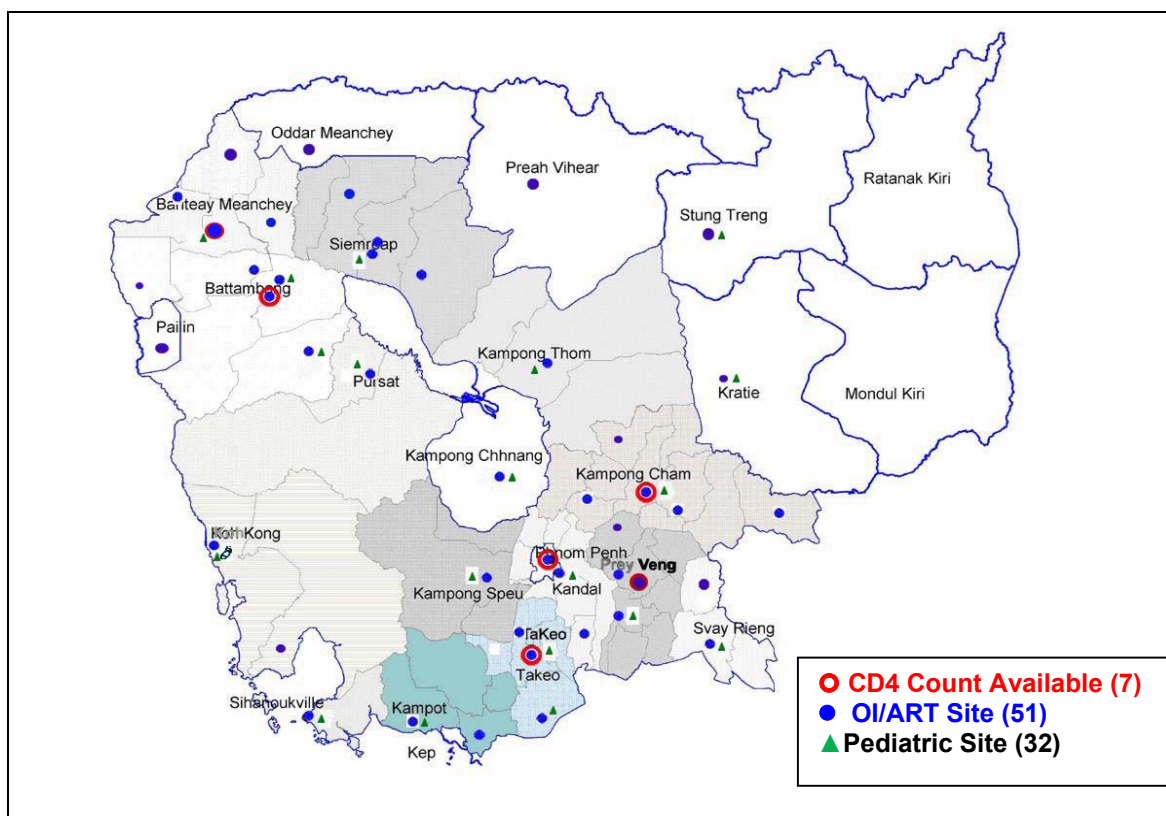 Oddar Meanchey
Preah Vihear
Ratanak Kiri
Banteay Meanchey
Stung Treng
Siemreap
Battambang
Pailin
Kampong Thom
Pursat
Kratie
Mondul Kiri
Kampong Chhnang
Kampong Cham
Koh Kong
Phnom Penh
Prey Veng
Kampong Speu
Kandal
TaKeo
Svay Rieng
Takeo
Sihanoukville
Kampot
Kep
CD4 Count Available (7)
OI/ART Site (51)
Pediatric Site (32)